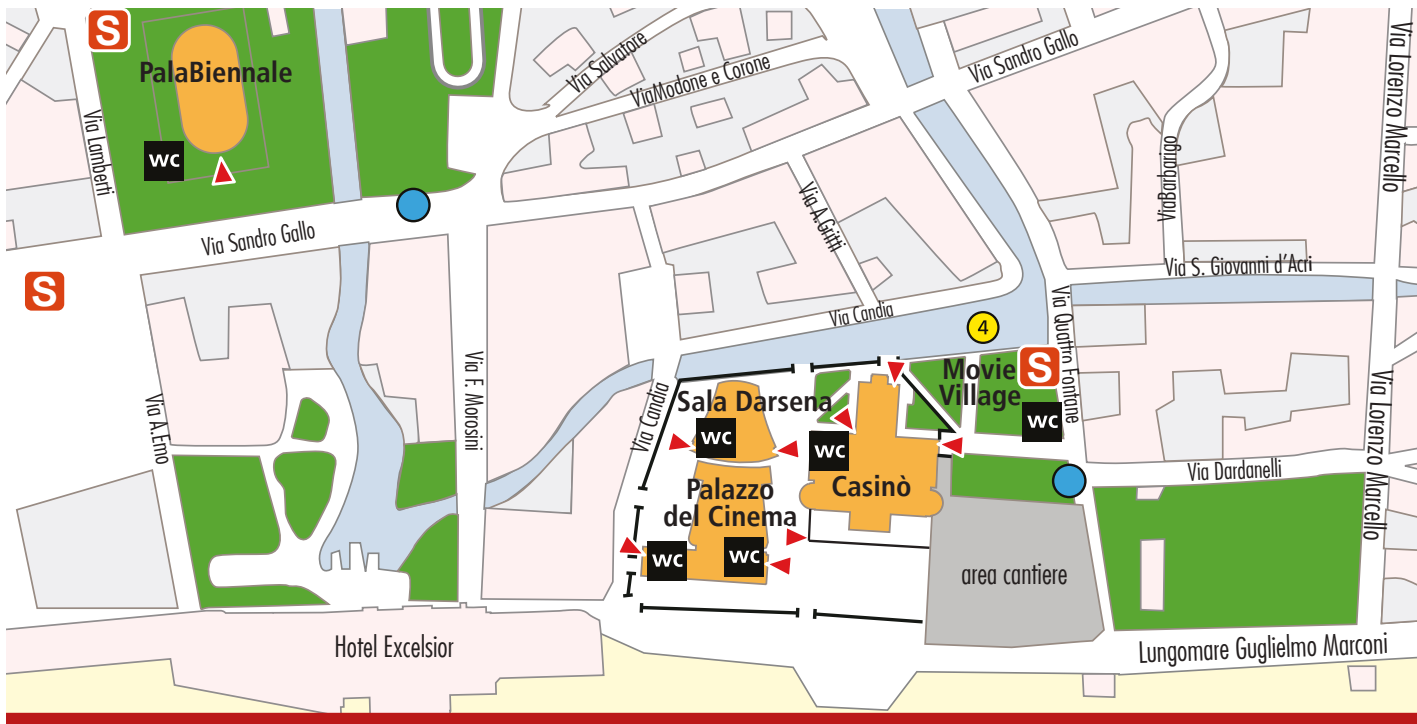 S
PalaBiennale
wc
Via Lamberti
Via Sandro Gallo
S
Via Salvatore
ViaModone e Corone
Via Sandro Gallo
Via Lorenzo Marcello
ViaBarbarigo
Via A.Gritti
Via S. Giovanni d'Acri
Via Candia
4
Via Quattro Fontane
Via A.Emo
Via F. Morosini
Via Candia
Sala Darsena
wc
Movie
Village
S
wc
wc
Casinò
Palazzo
del Cinema
wc
wc
Via Dardanelli
Via Lorenzo Marcello
area cantiere
Hotel Excelsior
Lungomare Guglielmo Marconi